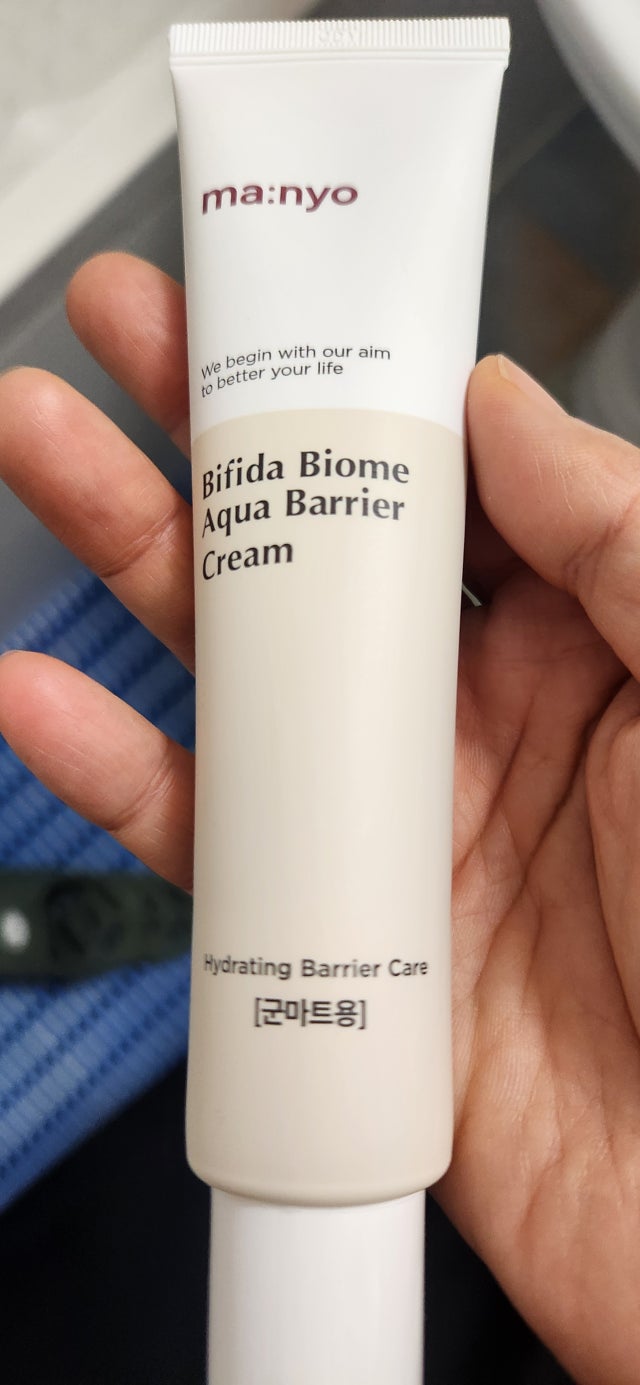 ma:nyo
We begin with our aim
to better your life
Bifida Biome
Aqua Barrier
Cream
Hydrating Barrier Care
[군마트용]